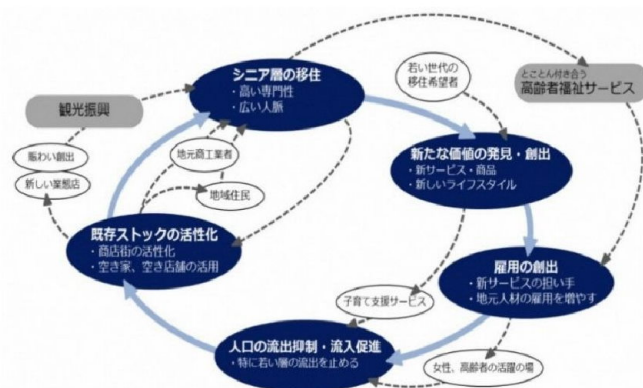 シニア層の移住
・高い専門性
・広い人脈
若い世代の
移住希望者
とことん付き合う
高齢者福祉サービス
観光振興
賑わい創出
新しい業態店
地元商工業者
地域住民
新たな価値の発見・創出
・新サービス・商品
・新しいライフスタイル
既存ストックの活性化
・商店街の活性化
・空き家、空き店舗の活用
雇用の創出
・新サービスの担い手
・地元人材の雇用を増やす
子育て支援サービス
人口の流出抑制・流入促進
・特に若い層の流出を止める
女性、高齢者の活躍の場